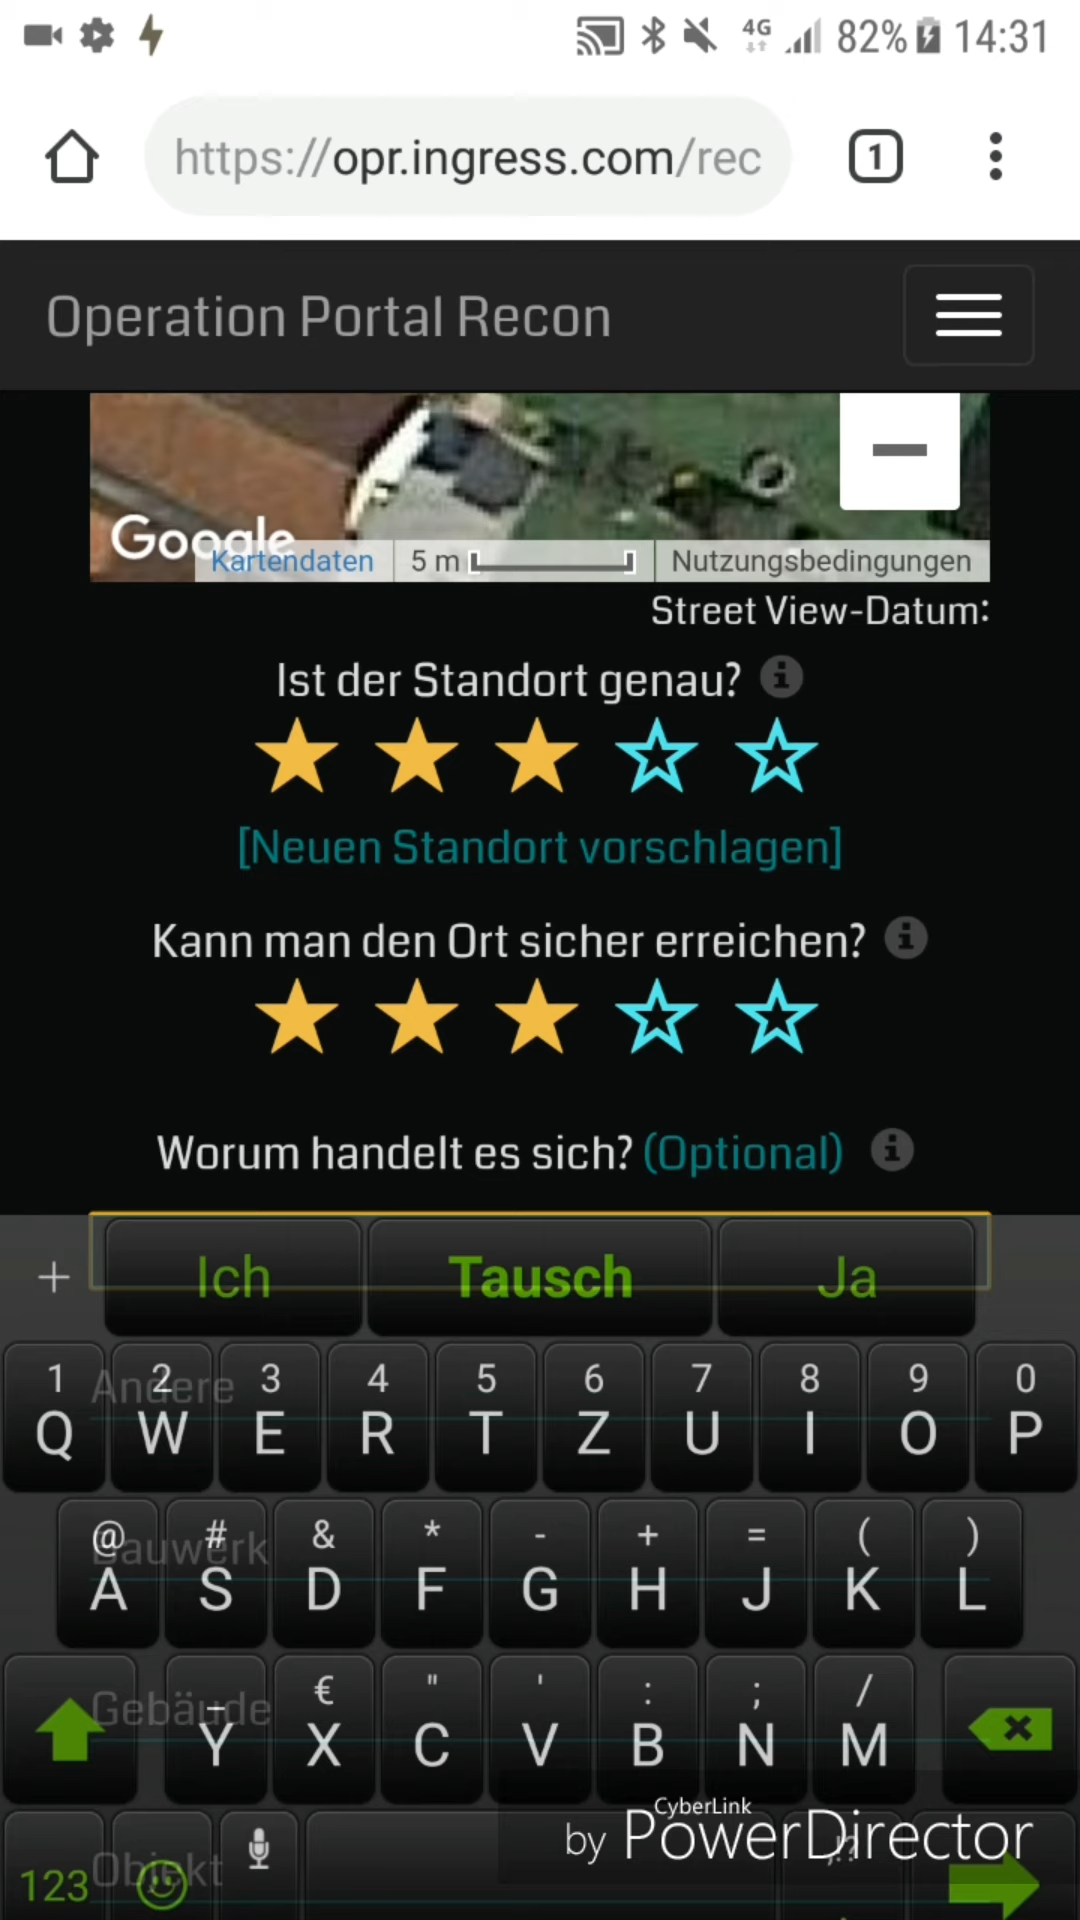 4G 82% 14:31
https://opr.ingress.com/rec 1
Operation Portal Recon
Google
Kartendaten 5 m Nutzungsbedingungen
Street View-Datum:
Ist der Standort genau?
[Neuen Standort vorschlagen]
Kann man den Ort sicher erreichen?
Worum handelt es sich? (Optional)
+ Ich Tausch Ja
1 2 3 4 5 6 7 8 9 0
Andere
Q W E R T Z U I O P
@ # & * - + = ( )
Bauwerk
A S D F G H J K L
_ € " ' : ; /
Gebäude
Y X C V B N M
CyberLink
by PowerDirector
,!?
Objekt
123